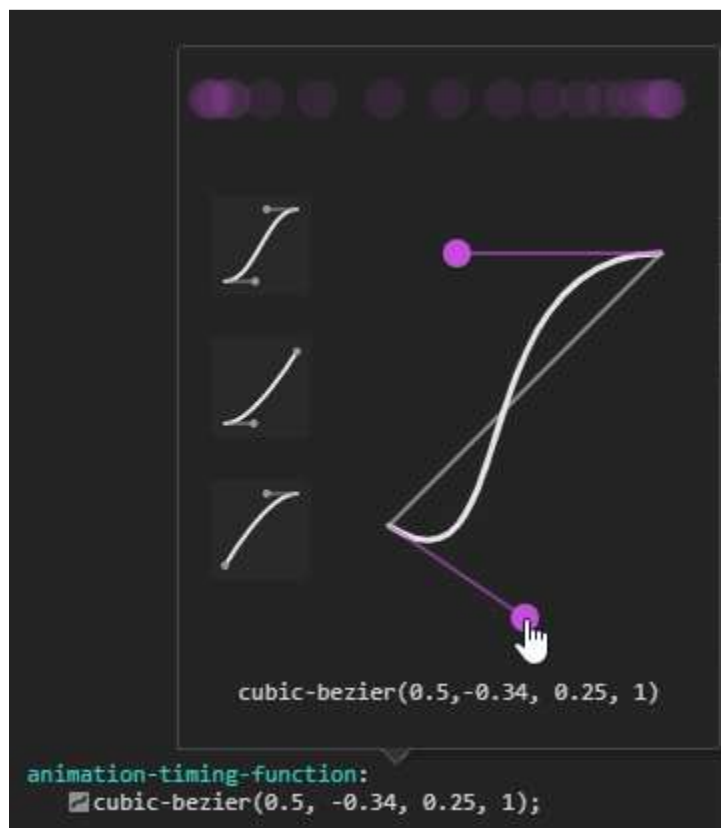 cubic-bezier(0.5,-0.34, 0.25, 1)
animation-timing-function:
cubic-bezier(0.5, -0.34, 0.25, 1);